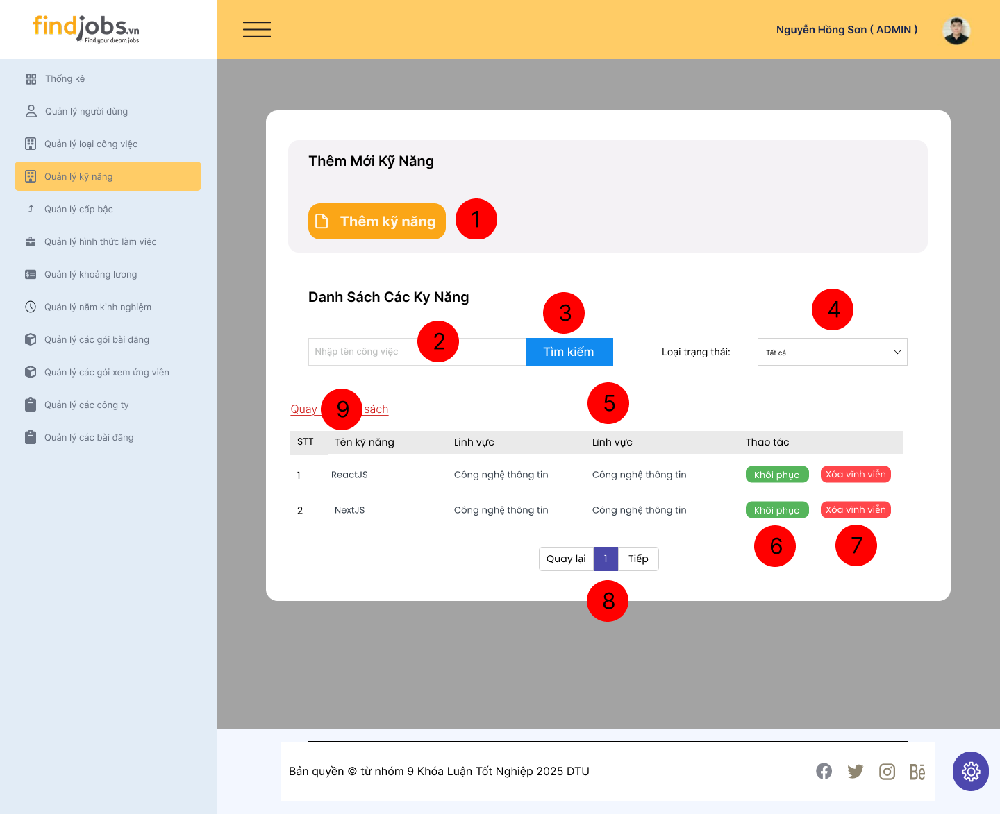 findjobs.vn
Find your dream jobs
Nguyễn Hồng Sơn ( ADMIN )
Thống kê
Quản lý người dùng
Quản lý loại công việc
Quản lý kỹ năng
Quản lý cấp bậc
Quản lý hình thức làm việc
Quản lý khoảng lương
Quản lý năm kinh nghiệm
Quản lý các gói bài đăng
Quản lý các gói xem ứng viên
Quản lý các công ty
Quản lý các bài đăng
Thêm Mới Kỹ Năng
Thêm kỹ năng
1
Danh Sách Các Ky Năng
2
3
4
Nhập tên công việc
Tìm kiếm
Loại trạng thái:
Tất cả
5
Quay 9 sách
STT Tên kỹ năng Linh vực Lĩnh vực Thao tác
1 ReactJS Công nghệ thông tin Công nghệ thông tin Khôi phục Xóa vĩnh viễn
2 NextJS Công nghệ thông tin Công nghệ thông tin Khôi phục Xóa vĩnh viễn
6
7
Quay lại 1 Tiếp
8
Bản quyền © từ nhóm 9 Khóa Luận Tốt Nghiệp 2025 DTU